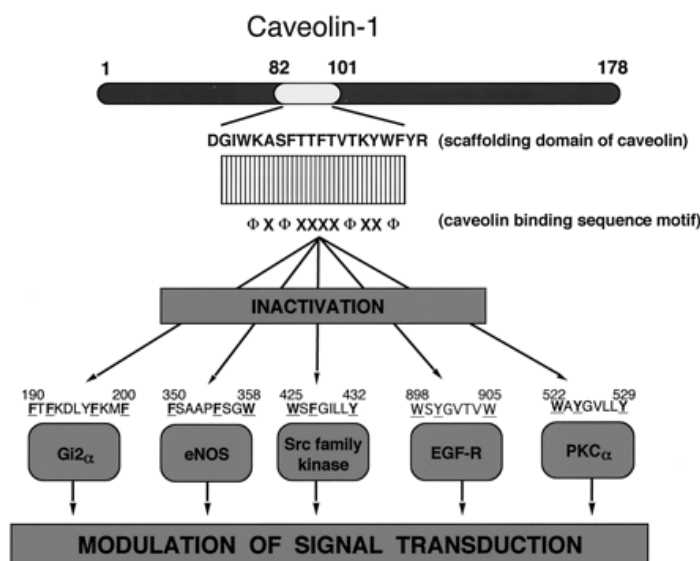 Caveolin-1
1 82 101 178
DGIWKASFTTFTVTKYWFYR (scaffolding domain of caveolin)
Φ X Φ XXXX Φ XX Φ (caveolin binding sequence motif)
INACTIVATION
190 200 350 358 425 432 898 905 522 529
FTFKDLYFKMF FSAAPFSGW WSFGILLY WSYGVTVW WAYGVLLY
Gi2α eNOS Src family kinase EGF-R PKCα
MODULATION OF SIGNAL TRANSDUCTION